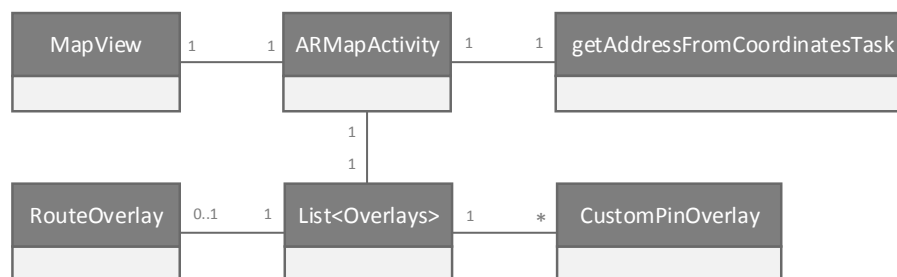 MapView 1 1 ARMapActivity 1 1 getAddressFromCoordinatesTask
1
1
RouteOverlay 0..1 1 List<Overlays> 1 * CustomPinOverlay